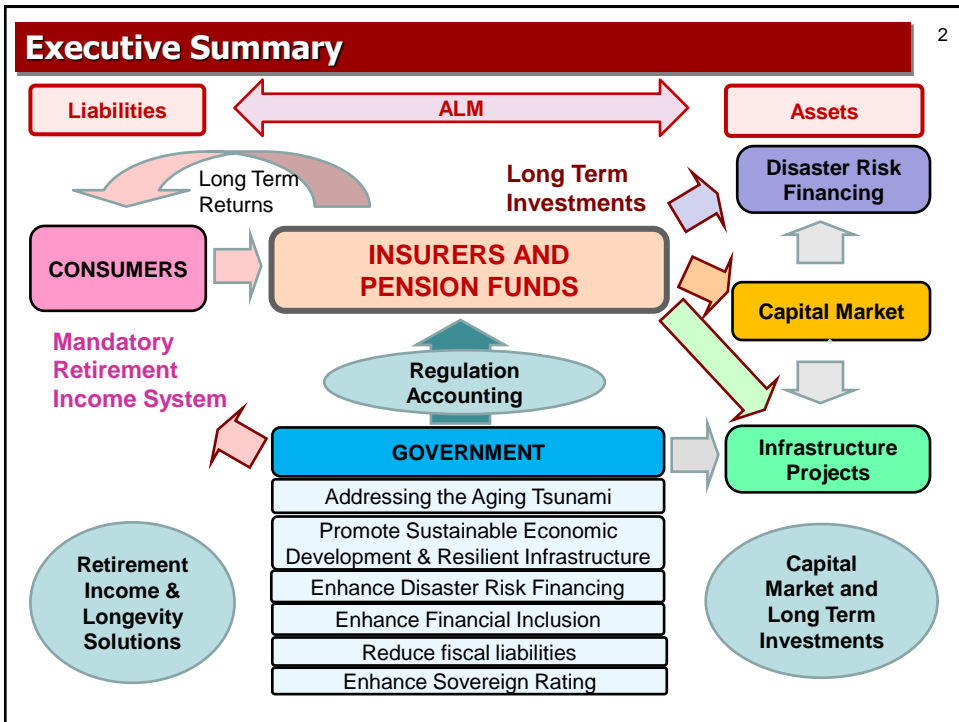 Executive Summary
2
Liabilities
ALM
Assets
Long Term
Returns
Long Term
Investments
Disaster Risk
Financing
CONSUMERS
INSURERS AND
PENSION FUNDS
Capital Market
Mandatory
Retirement
Income System
Regulation
Accounting
GOVERNMENT
Infrastructure
Projects
Addressing the Aging Tsunami
Promote Sustainable Economic
Development & Resilient Infrastructure
Enhance Disaster Risk Financing
Enhance Financial Inclusion
Reduce fiscal liabilities
Enhance Sovereign Rating
Retirement
Income &
Longevity
Solutions
Capital
Market and
Long Term
Investments